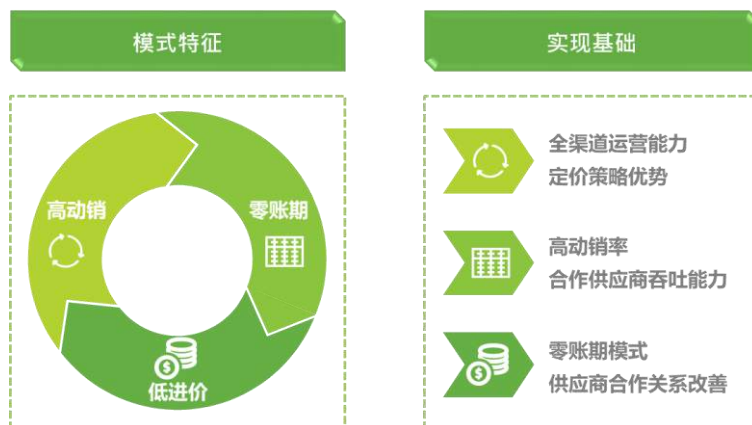 模式特征
高动销
零账期
低进价
实现基础
全渠道运营能力
定价策略优势
高动销率
合作供应商吞吐能力
零账期模式
供应商合作关系改善